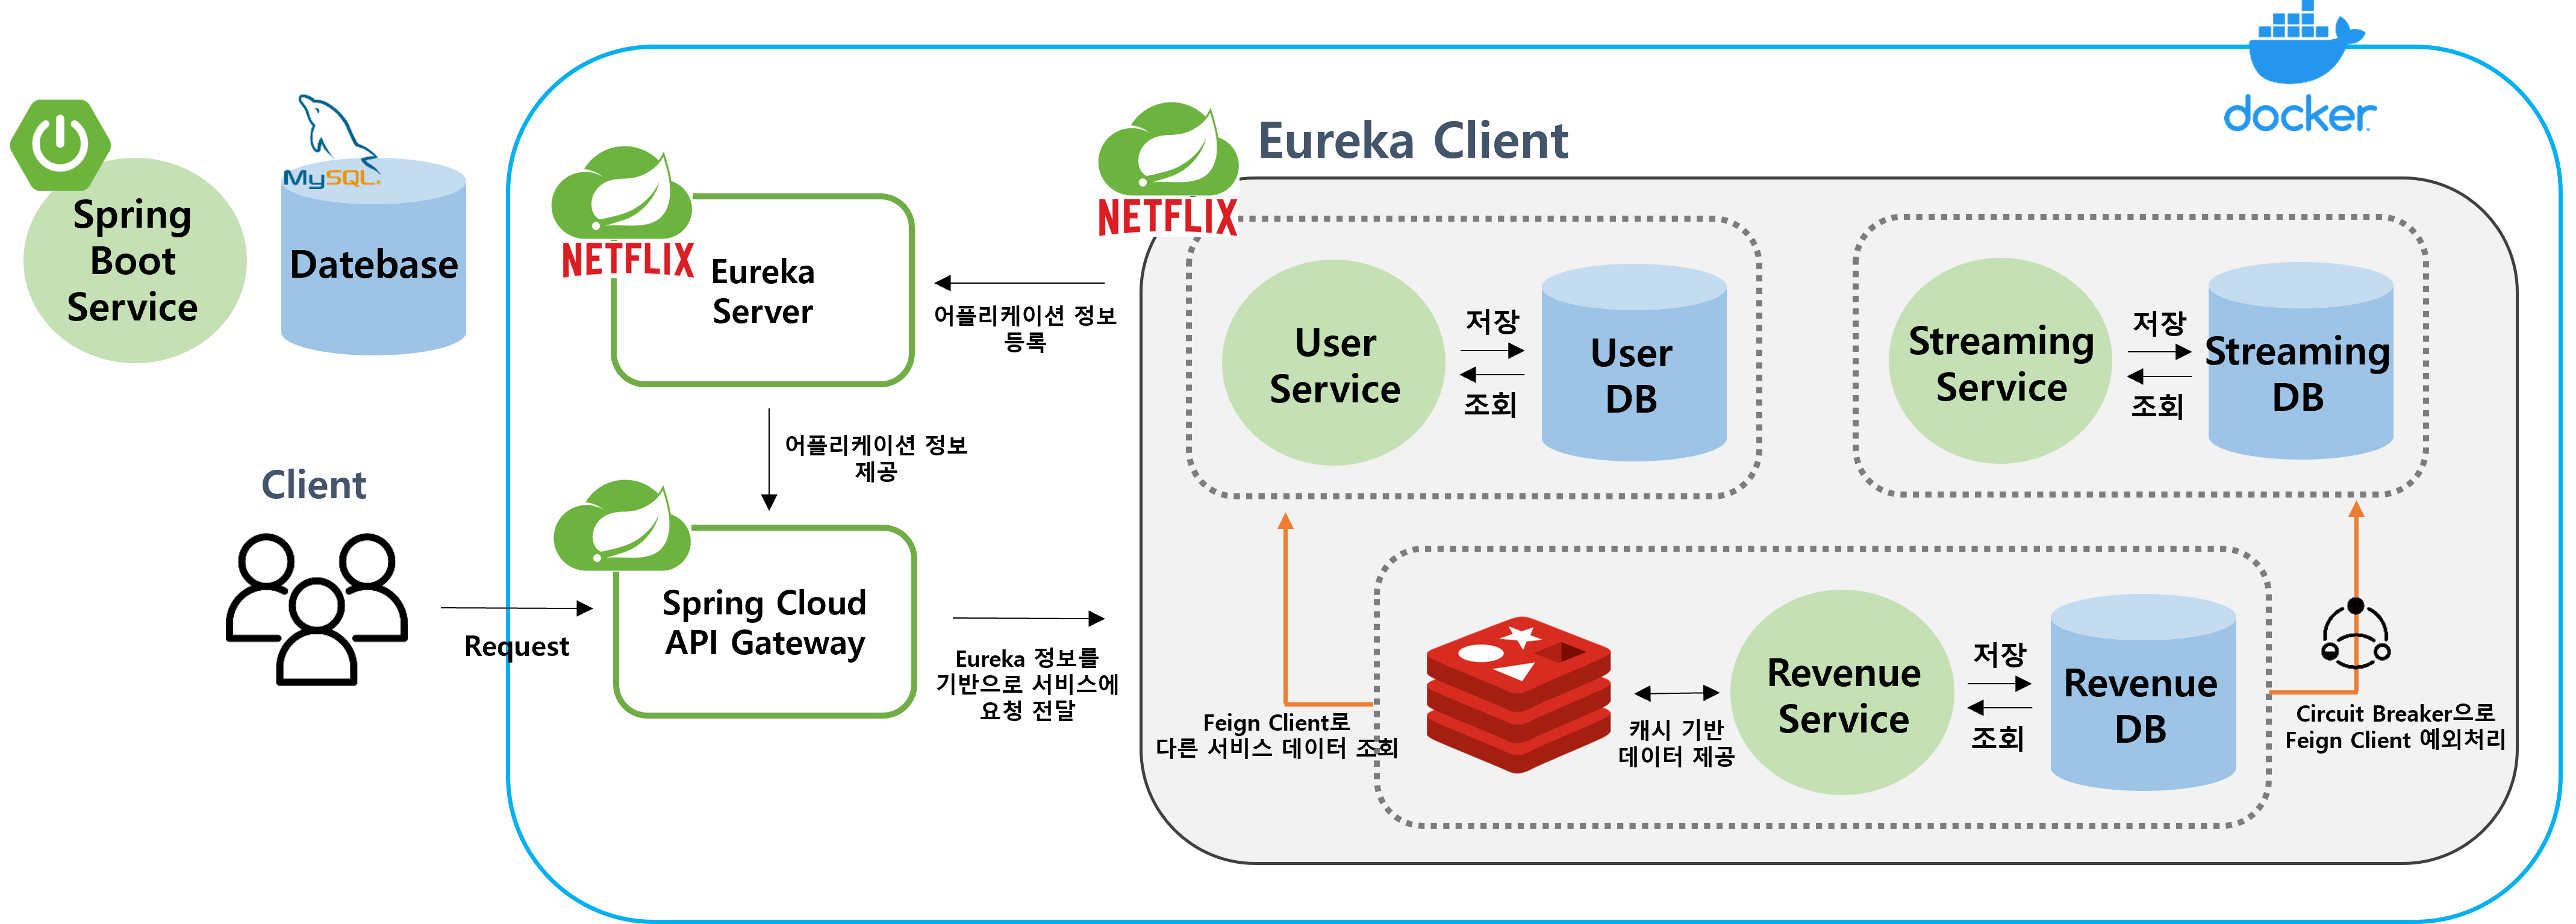 docker
Eureka Client
NETFLIX
Spring
Boot
Service
MySQL
Datebase
NETFLIX
Eureka
Server
어플리케이션 정보
등록
User
Service
저장
조회
User
DB
Streaming
Service
저장
조회
Streaming
DB
어플리케이션 정보
제공
Client
Request
Spring Cloud
API Gateway
Eureka 정보를
기반으로 서비스에
요청 전달
Feign Client로
다른 서비스 데이터 조회
캐시 기반
데이터 제공
Revenue
Service
저장
조회
Revenue
DB
Circuit Breaker으로
Feign Client 예외처리